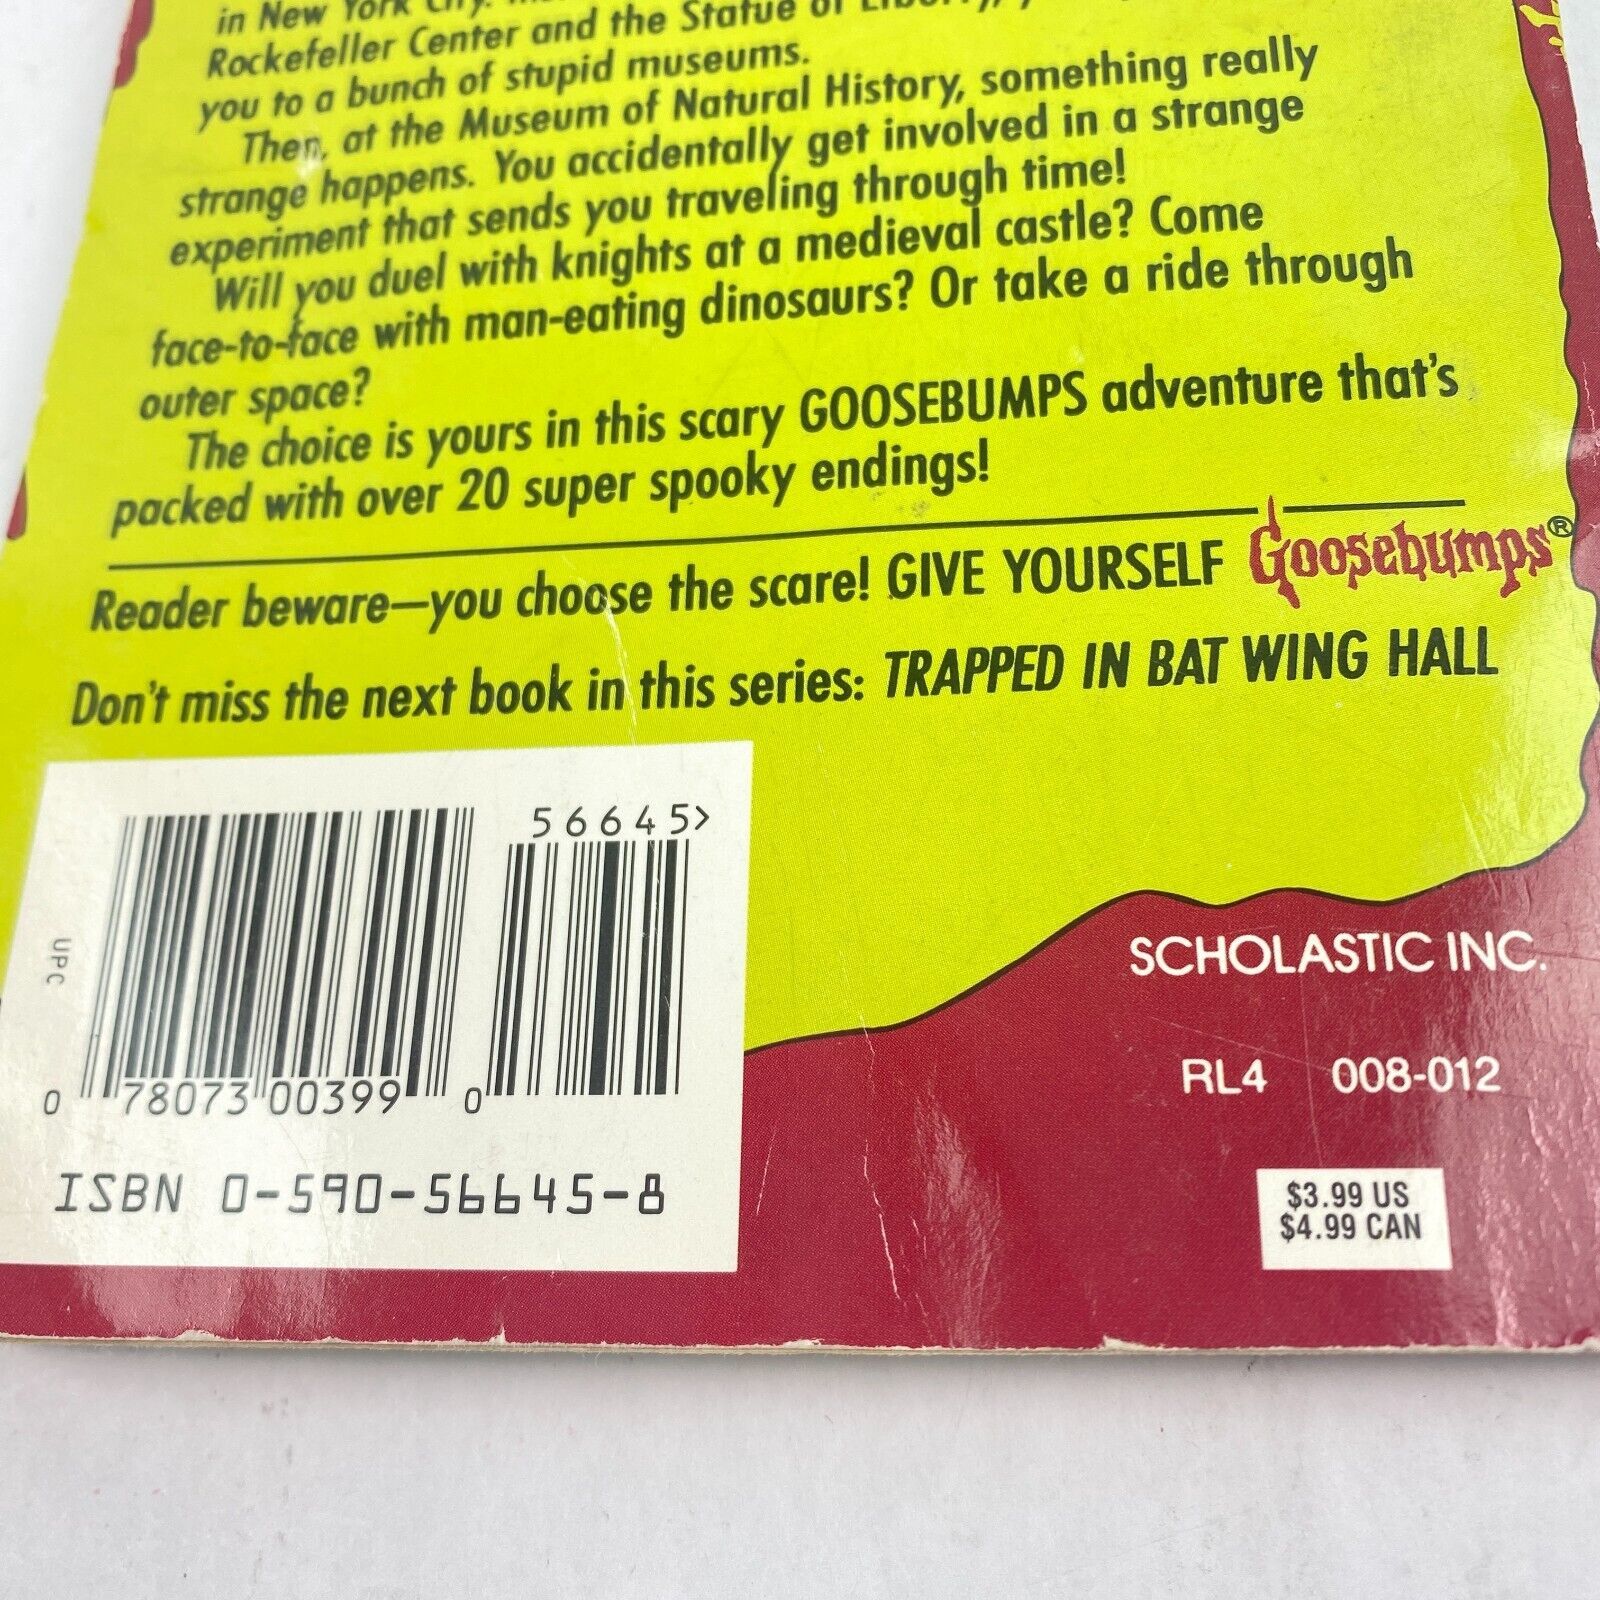 in New York City.
Rockefeller Center and the Statue of Liberty,
you to a bunch of stupid museums.
Then, at the Museum of Natural History, something really
strange happens. You accidentally get involved in a strange
experiment that sends you traveling through time!
Will you duel with knights at a medieval castle? Come
face-to-face with man-eating dinosaurs? Or take a ride through
outer space?
The choice is yours in this scary GOOSEBUMPS adventure that's
packed with over 20 super spooky endings!
Reader beware—you choose the scare! GIVE YOURSELF Goosebumps®
Don't miss the next book in this series: TRAPPED IN BAT WING HALL
56645>
UPC
0 78073 00399 0
ISBN 0-590-56645-8
SCHOLASTIC INC.
RL4 008-012
$3.99 US
$4.99 CAN